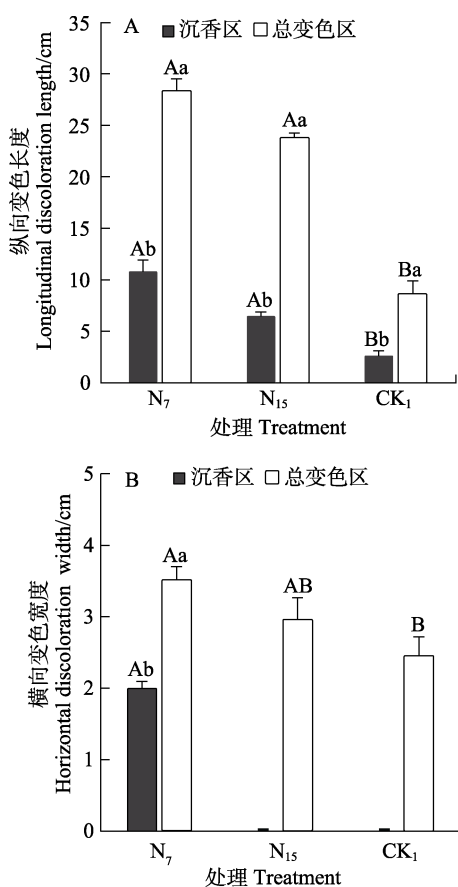 A
沉香区 总变色区
纵向变色长度
Longitudinal discoloration length/cm
35
30
25
20
15
10
5
0
Ab Aa
Ab Aa
Bb Ba
N₇ N₁₅ CK₁
处理 Treatment
B
沉香区 总变色区
横向变色宽度
Horizontal discoloration width/cm
5
4
3
2
1
0
Ab Aa
AB
B
N₇ N₁₅ CK₁
处理 Treatment